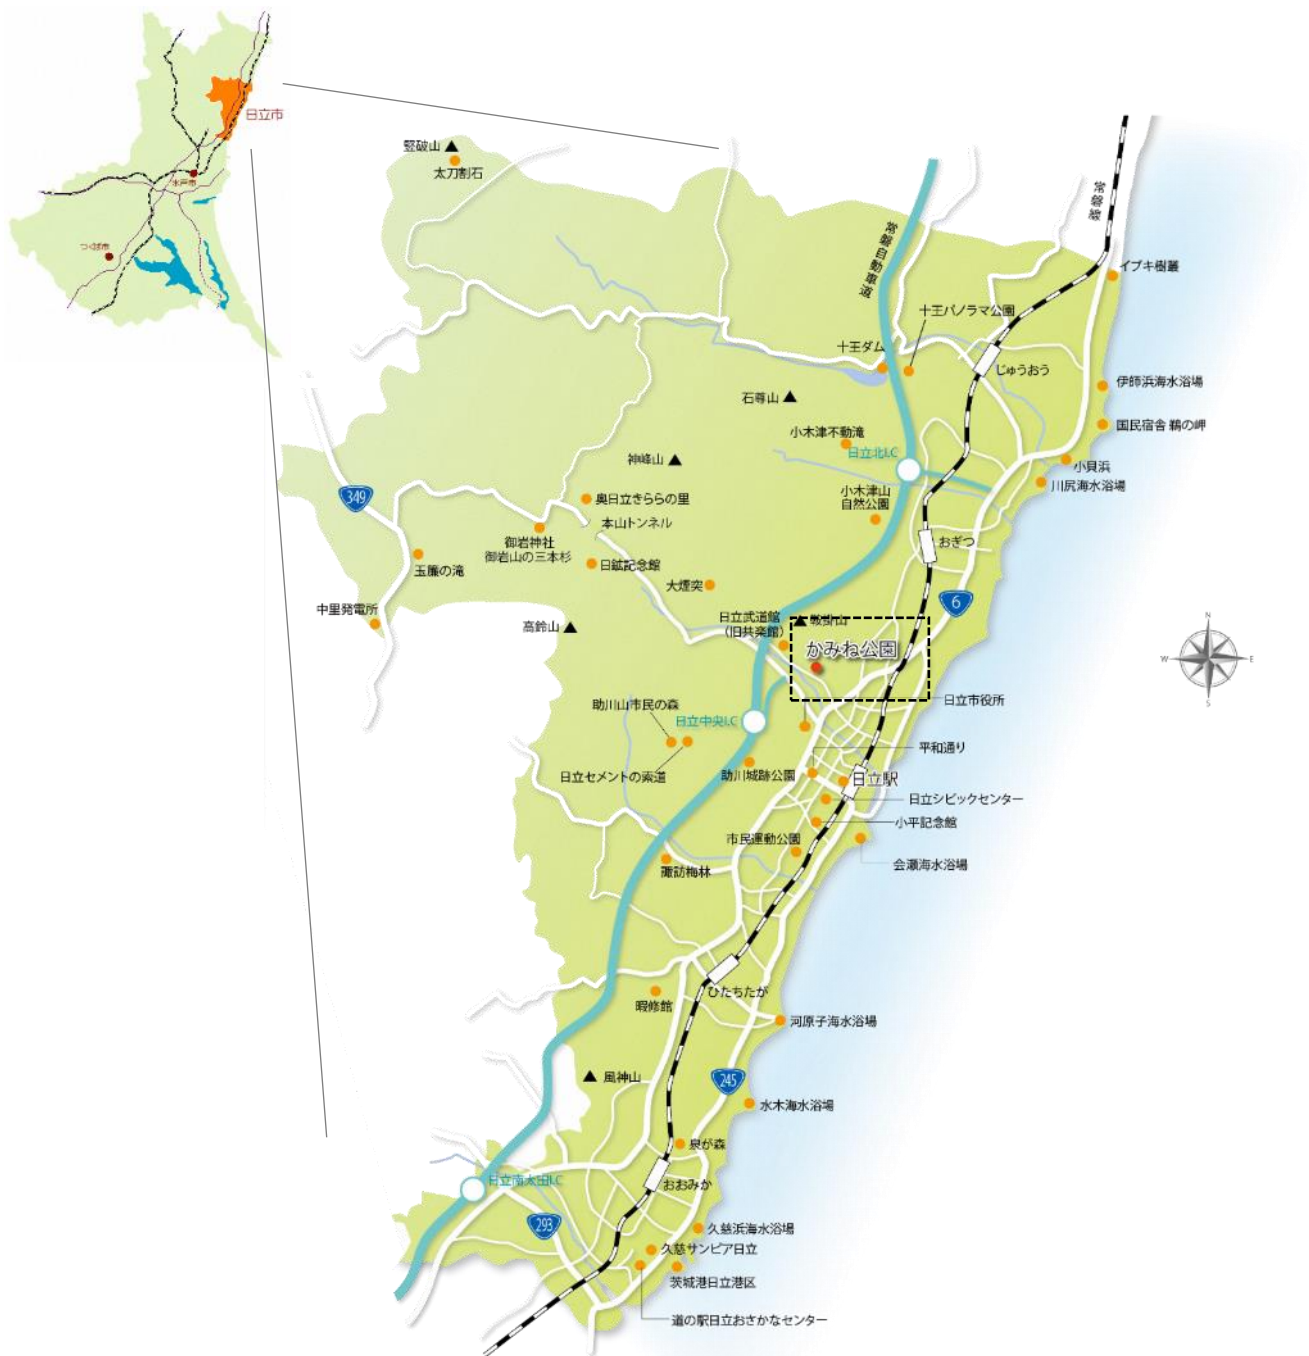 日立市
水戸市
つくば市
竪破山
太刀割石
常磐線
常磐自動車道
イブキ樹叢
十王パノラマ公園
十王ダム
じゅうおう
伊師浜海水浴場
石尊山
国民宿舎 鵜の岬
小木津不動滝
日立北I.C
神峰山
小貝浜
川尻海水浴場
349
奥日立きららの里
小木津山
自然公園
本山トンネル
御岩神社
御岩山の三本杉
おぎつ
日鉱記念館
玉簾の滝
大煙突
6
中里発電所
日立武道館
(旧共楽館)
鞍掛山
高鈴山
かみね公園
N
W
E
S
助川山市民の森
日立中央I.C
日立市役所
平和通り
日立セメントの索道
助川城跡公園
日立駅
日立シビックセンター
小平記念館
市民運動公園
会瀬海水浴場
諏訪梅林
ひたちたが
暇修館
河原子海水浴場
風神山
245
水木海水浴場
泉が森
日立南太田I.C
おおみか
293
久慈浜海水浴場
久慈サンピア日立
茨城港日立港区
道の駅日立おさかなセンター